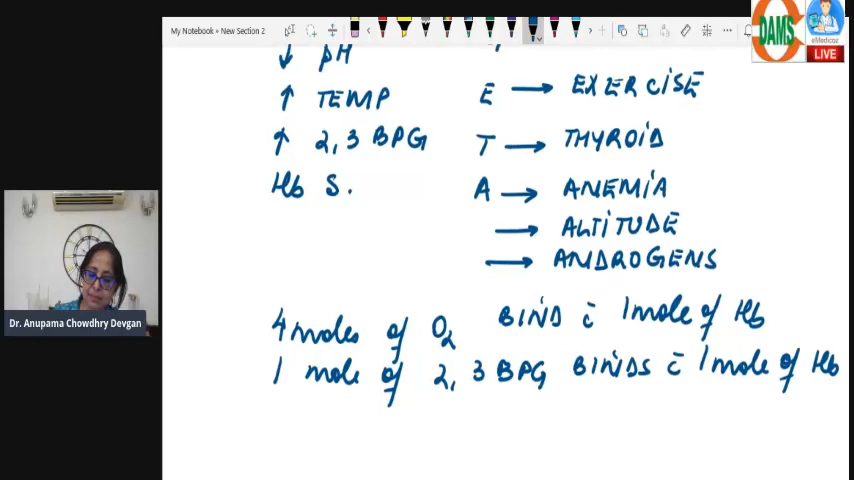 My Notebook » New Section 2
DAMS
eMedicoz
LIVE
↓ pH
↑ TEMP
↑ 2,3 BPG
Hb S.
E → EXERCISE
T → THYROID
A → ANEMIA
→ ALTITUDE
→ ANDROGENS
4 moles of O2 BIND c̄ 1 mole of Hb
1 mole of 2,3 BPG BINDS c̄ 1 mole of Hb
Dr. Anupama Chowdhry Devgan